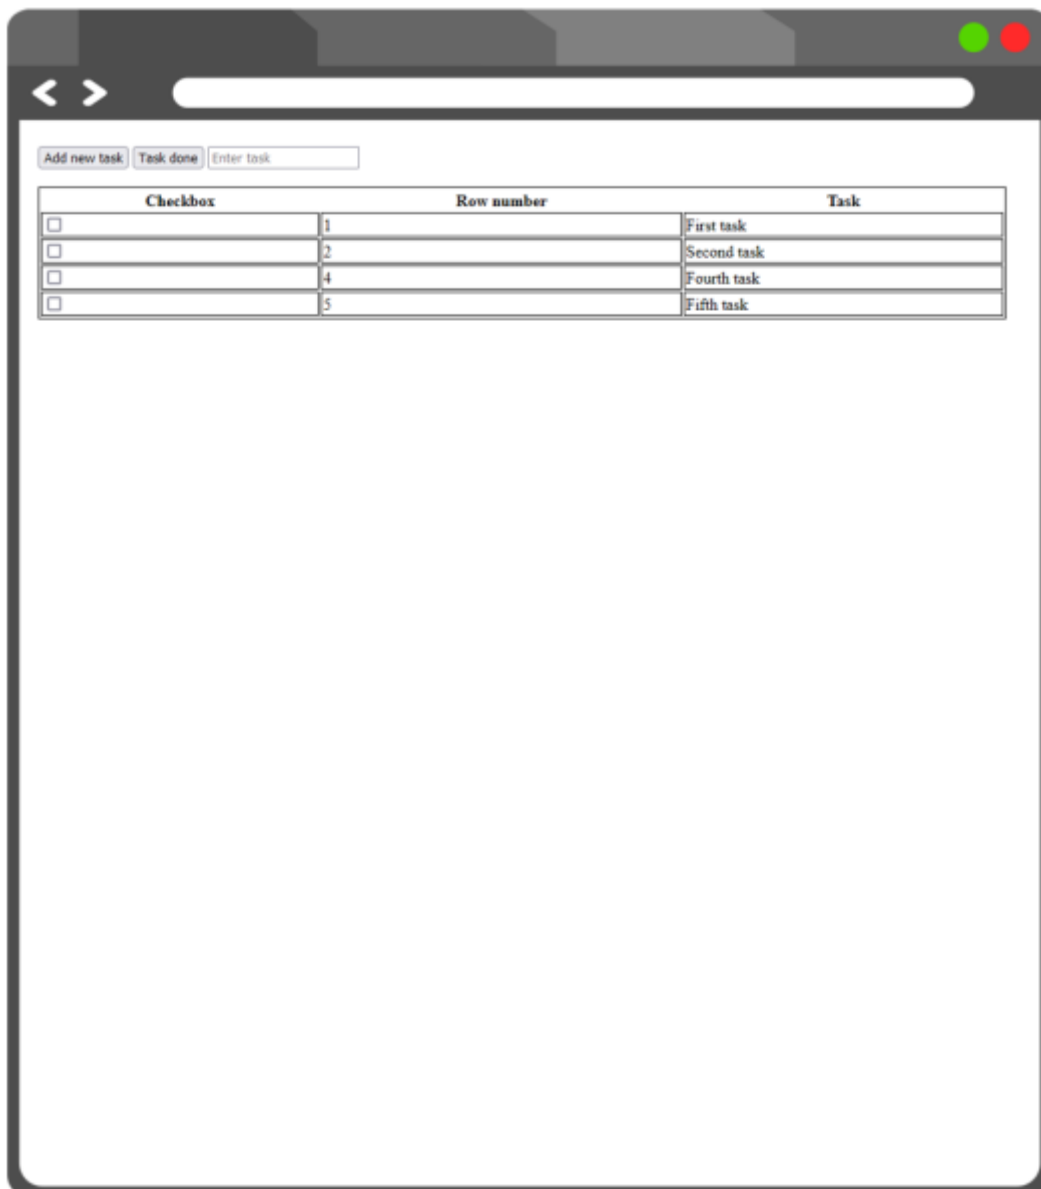 Add new task Task done Enter task
Checkbox Row number Task
1 First task
2 Second task
4 Fourth task
5 Fifth task